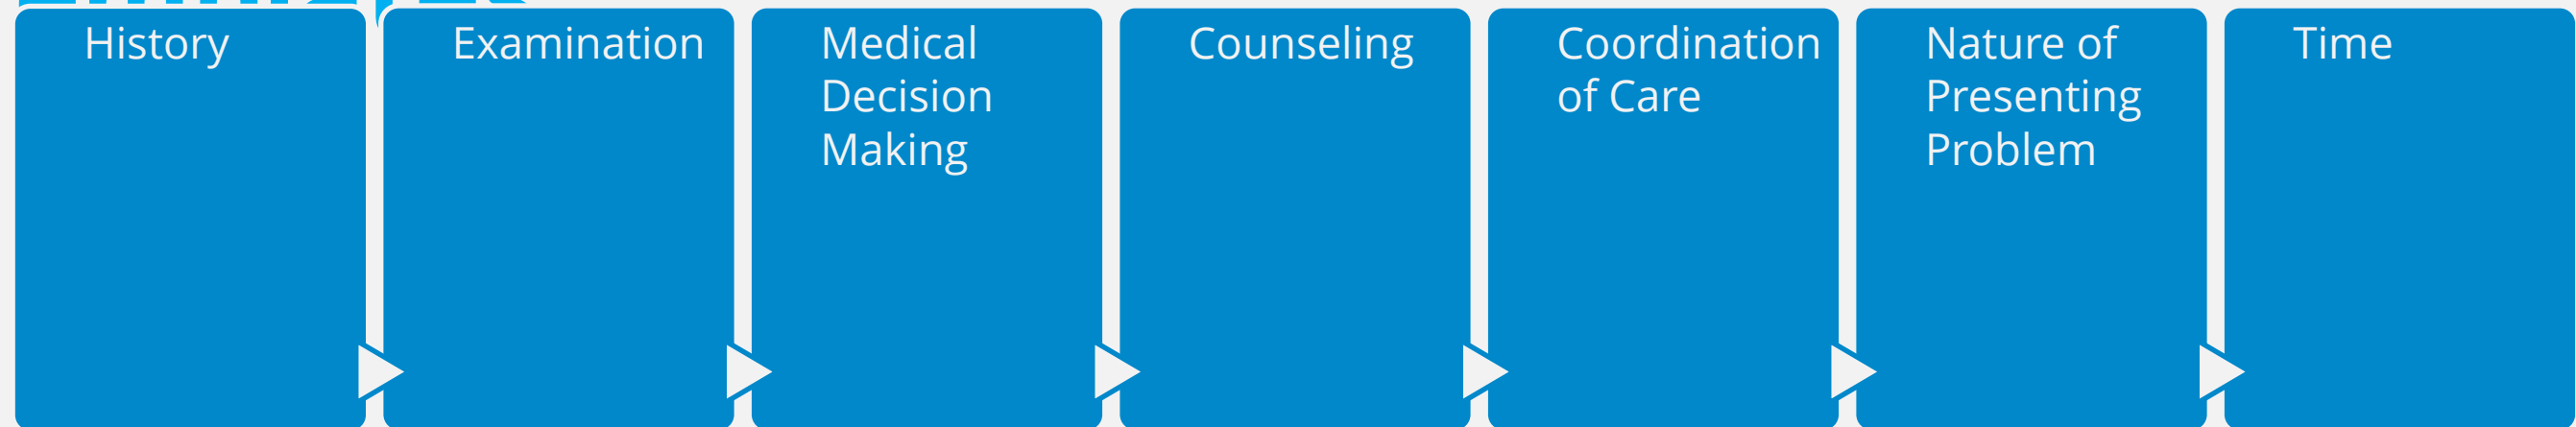 History
Examination
Medical
Decision
Making
Counseling
Coordination
of Care
Nature of
Presenting
Problem
Time